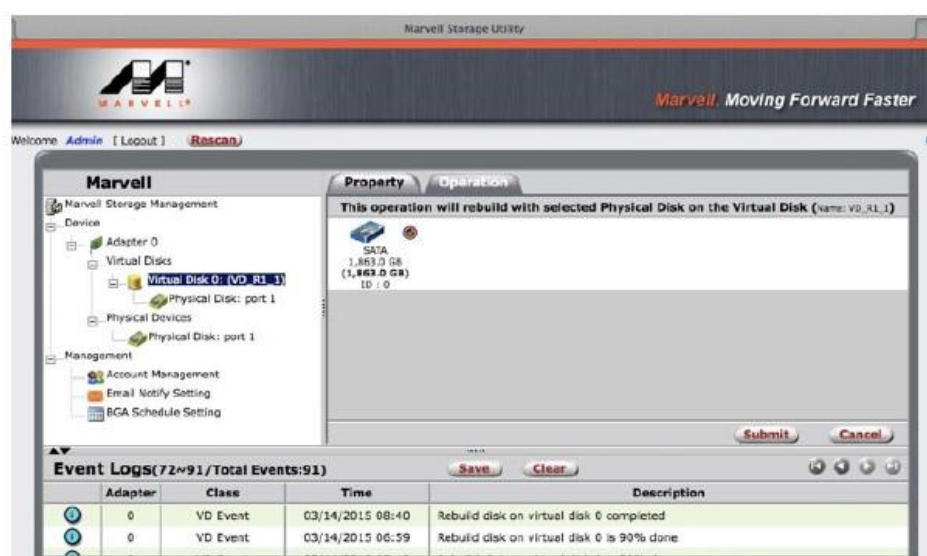 Marvell Storage Utility
MARVELL®
Marvell. Moving Forward Faster
Welcome Admin [ Logout ] Rescan
Marvell
Property Operation
Marvell Storage Management
This operation will rebuild with selected Physical Disk on the Virtual Disk (Name: VD_R1_1)
Device
Adapter 0
SATA
1,863.0 GB
(1,863.0 GB)
ID : 0
Virtual Disks
Virtual Disk 0: (VD_R1_1)
Physical Disk: port 1
Physical Devices
Physical Disk: port 1
Management
Account Management
Email Notify Setting
BGA Schedule Setting
Submit Cancel
Event Logs(72~91/Total Events:91) Save Clear
Adapter Class Time Description
0 VD Event 03/14/2015 08:40 Rebuild disk on virtual disk 0 completed
0 VD Event 03/14/2015 06:59 Rebuild disk on virtual disk 0 is 90% done